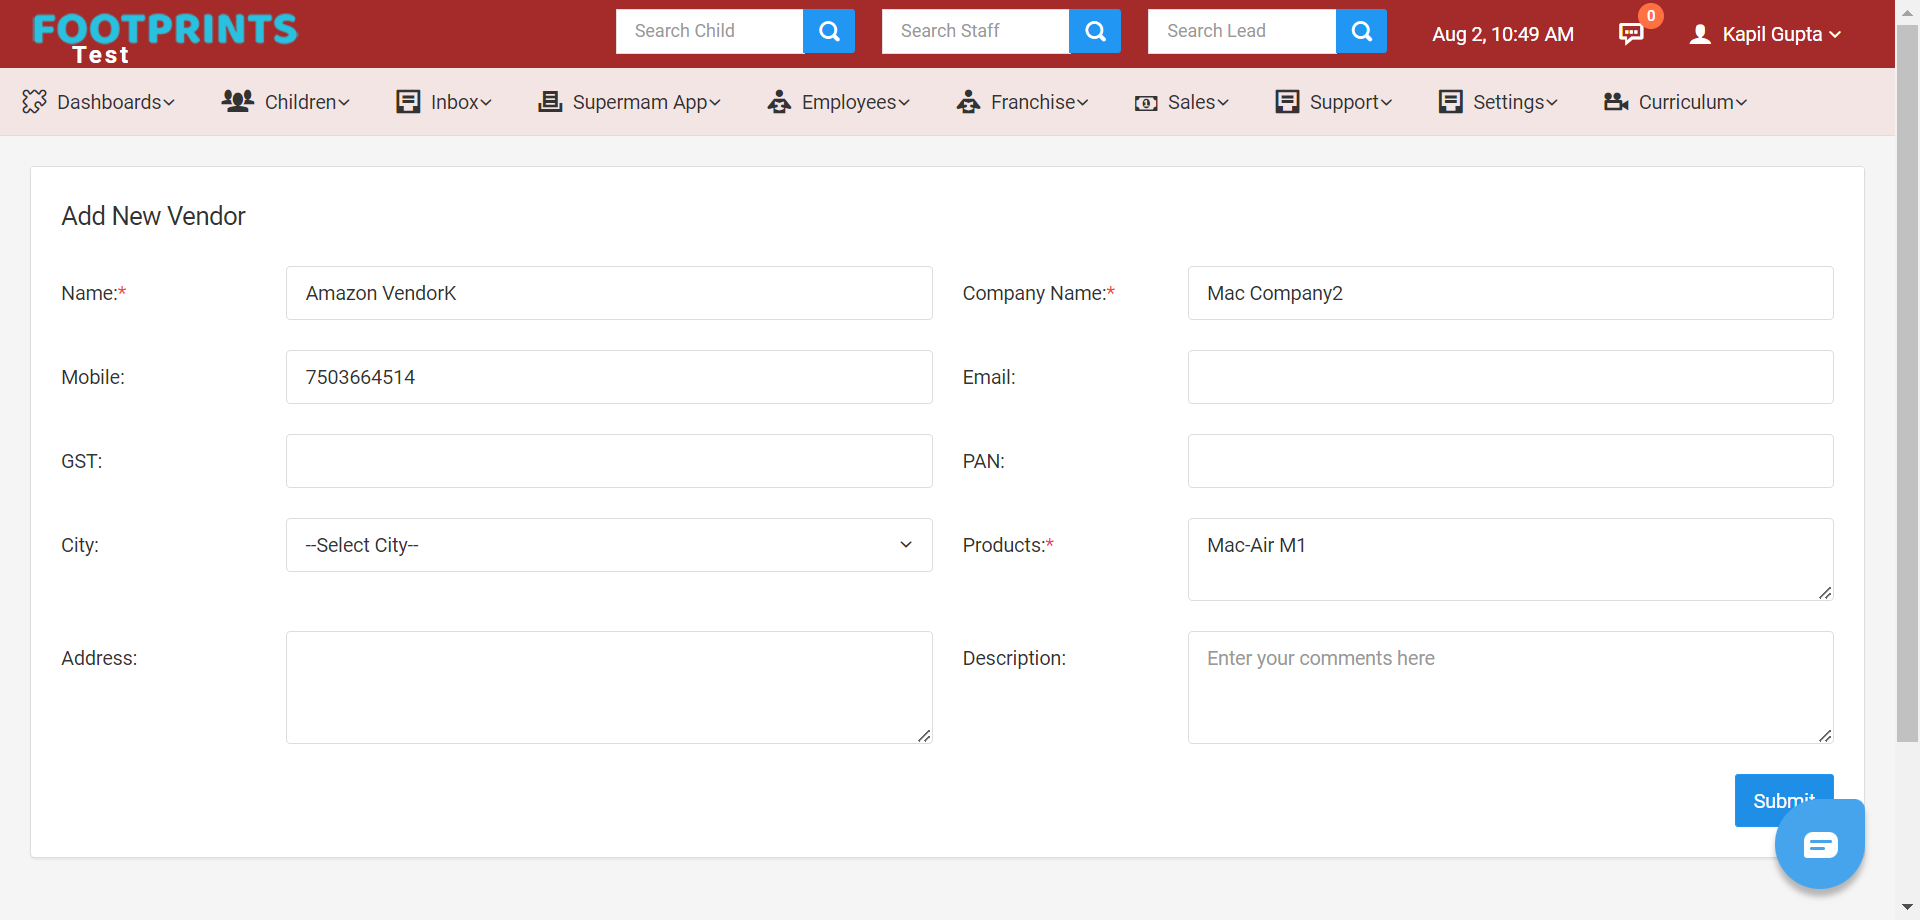 FOOTPRINTS
Test
Search Child
Search Staff
Search Lead
Aug 2, 10:49 AM
0
Kapil Gupta
Dashboards
Children
Inbox
Supermam App
Employees
Franchise
Sales
Support
Settings
Curriculum
Add New Vendor
Name:*
Amazon VendorK
Company Name:*
Mac Company2
Mobile:
7503664514
Email:
GST:
PAN:
City:
--Select City--
Products:*
Mac-Air M1
Address:
Description:
Enter your comments here
Submit